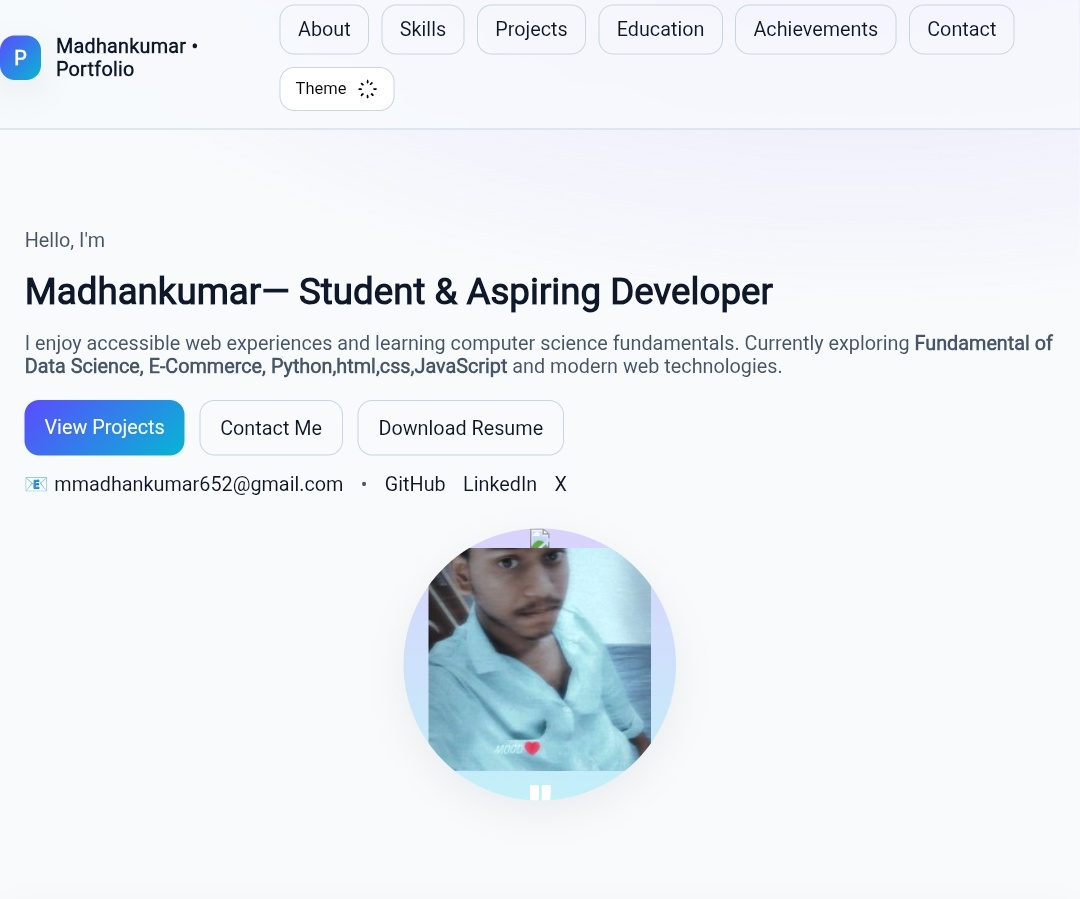 About
Skills
Projects
Education
Achievements
Contact
P
Madhankumar •
Portfolio
Theme
Hello, I'm
Madhankumar— Student & Aspiring Developer
I enjoy accessible web experiences and learning computer science fundamentals. Currently exploring Fundamental of
Data Science, E-Commerce, Python,html,css,JavaScript and modern web technologies.
View Projects
Contact Me
Download Resume
📧 mmadhankumar652@gmail.com • GitHub LinkedIn X
MOOD❤️